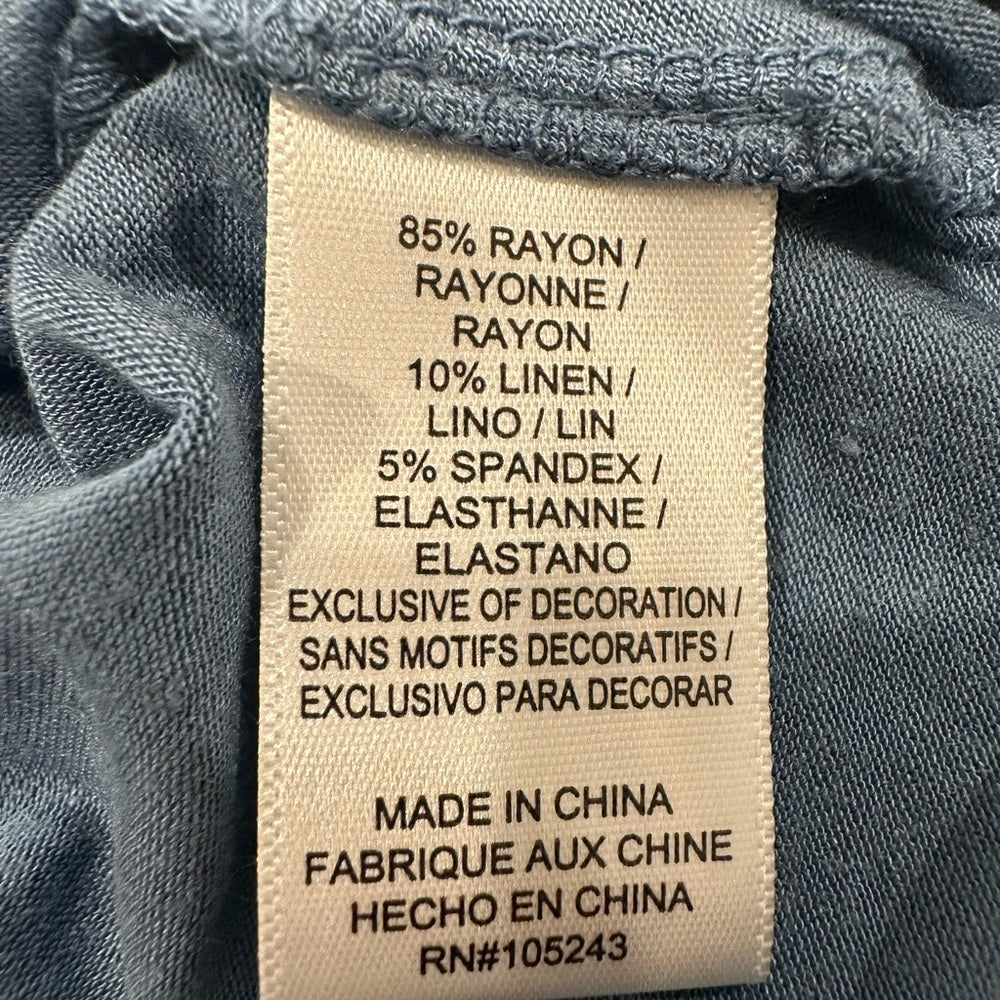 85% RAYON /
RAYONNE /
RAYON
10% LINEN /
LINO / LIN
5% SPANDEX /
ELASTHANNE /
ELASTANO
EXCLUSIVE OF DECORATION /
SANS MOTIFS DECORATIFS /
EXCLUSIVO PARA DECORAR
MADE IN CHINA
FABRIQUE AUX CHINE
HECHO EN CHINA
RN#105243